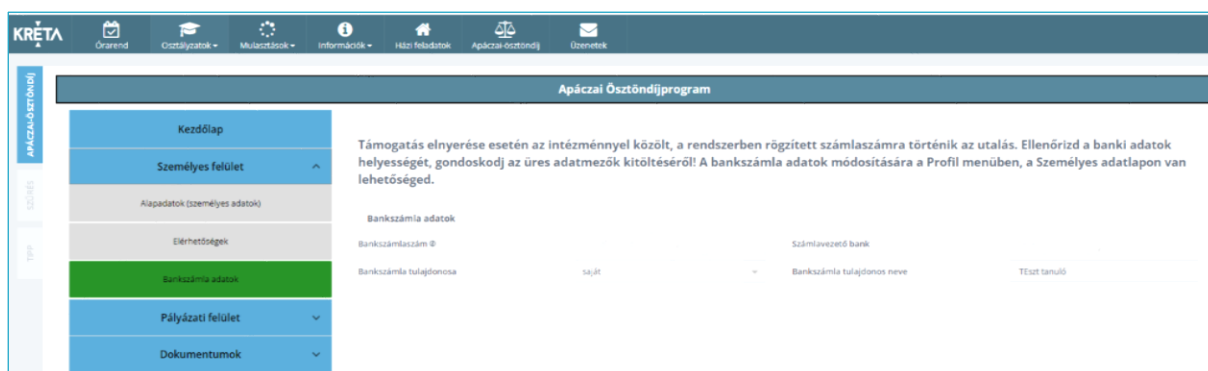 KRÉTA
Órarend
Osztályzatok
Mulasztások
Információk
Házi feladatok
Apáczai-ösztöndíj
Üzenetek
APÁCZAI-ÖSZTÖNDÍJ
SZŰRÉS
TIPP
Apáczai Ösztöndíjprogram
Kezdőlap
Személyes felület
Alapadatok (személyes adatok)
Elérhetőségek
Bankszámla adatok
Pályázati felület
Dokumentumok
Támogatás elnyerése esetén az intézménnyel közölt, a rendszerben rögzített számlaszámra történik az utalás. Ellenőrizd a banki adatok
helyességét, gondoskodj az üres adatmezők kitöltéséről! A bankszámla adatok módosítására a Profil menüben, a Személyes adatlapon van
lehetőséged.
Bankszámla adatok
Bankszámlaszám
Számlavezető bank
Bankszámla tulajdonosa saját
Bankszámla tulajdonos neve TEszt tanuló